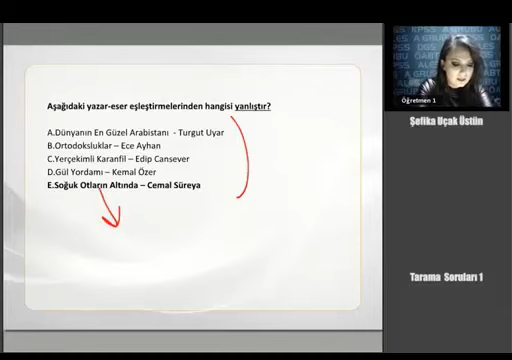 Aşağıdaki yazar-eser eşleştirmelerinden hangisi yanlıştır?
A.Dünyanın En Güzel Arabistanı - Turgut Uyar
B.Ortodoksluklar – Ece Ayhan
C.Yerçekimli Karanfil – Edip Cansever
D.Gül Yordamı – Kemal Özer
E.Soğuk Otların Altında – Cemal Süreya
Öğretmen 1
Şefika Uçak Üstün
Tarama Soruları 1